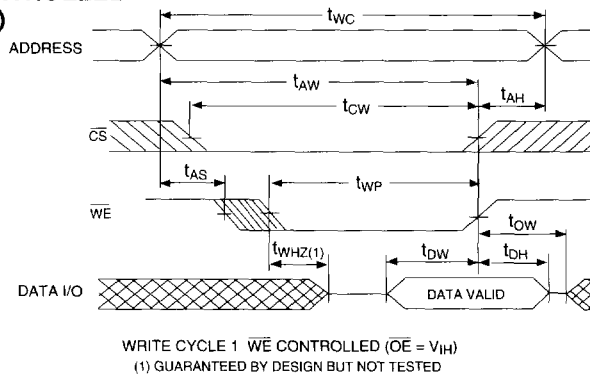 tWC
ADDRESS
tAW
tCW
tAH
CS
tAS
tWP
WE
tOW
tWHZ(1)
tDW
tDH
DATA I/O
DATA VALID
WRITE CYCLE 1 WE CONTROLLED (OE = VIH)
(1) GUARANTEED BY DESIGN BUT NOT TESTED